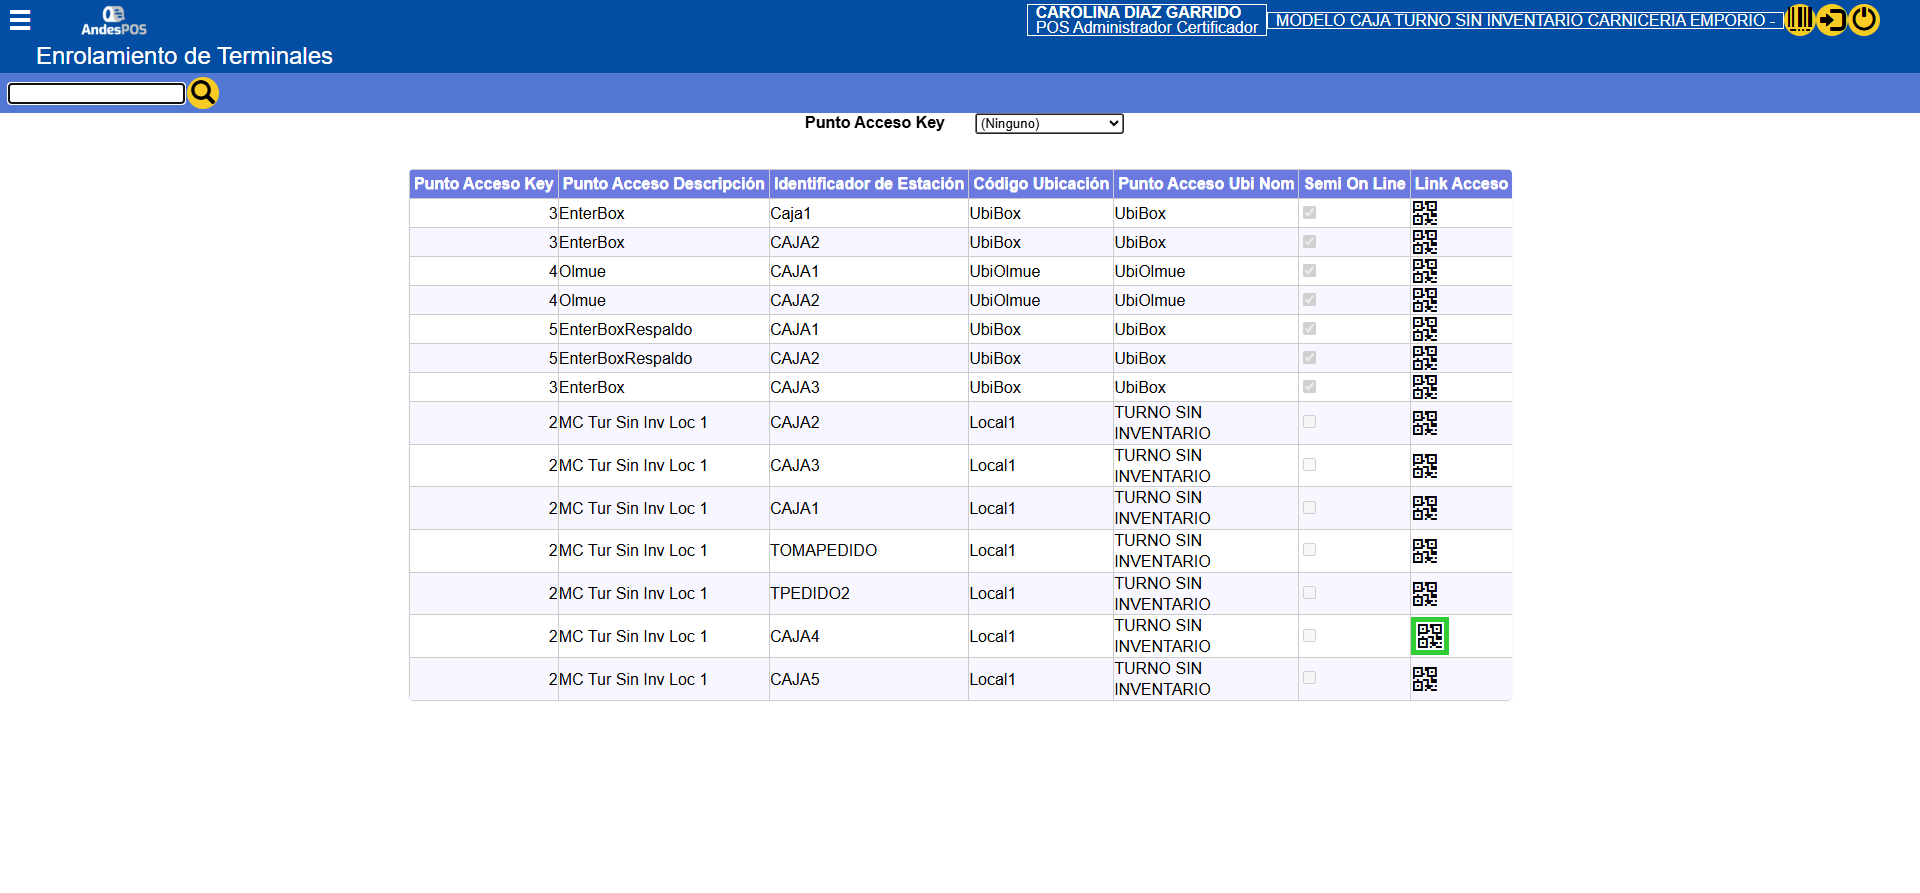 AndesPOS
CAROLINA DIAZ GARRIDO
POS Administrador Certificador
MODELO CAJA TURNO SIN INVENTARIO CARNICERIA EMPORIO -
Enrolamiento de Terminales
Punto Acceso Key (Ninguno)
Punto Acceso Key Punto Acceso Descripción Identificador de Estación Código Ubicación Punto Acceso Ubi Nom Semi On Line Link Acceso
3 EnterBox Caja1 UbiBox UbiBox
3 EnterBox CAJA2 UbiBox UbiBox
4 Olmue CAJA1 UbiOlmue UbiOlmue
4 Olmue CAJA2 UbiOlmue UbiOlmue
5 EnterBoxRespaldo CAJA1 UbiBox UbiBox
5 EnterBoxRespaldo CAJA2 UbiBox UbiBox
3 EnterBox CAJA3 UbiBox UbiBox
2 MC Tur Sin Inv Loc 1 CAJA2 Local1 TURNO SIN
INVENTARIO
2 MC Tur Sin Inv Loc 1 CAJA3 Local1 TURNO SIN
INVENTARIO
2 MC Tur Sin Inv Loc 1 CAJA1 Local1 TURNO SIN
INVENTARIO
2 MC Tur Sin Inv Loc 1 TOMAPEDIDO Local1 TURNO SIN
INVENTARIO
2 MC Tur Sin Inv Loc 1 TPEDIDO2 Local1 TURNO SIN
INVENTARIO
2 MC Tur Sin Inv Loc 1 CAJA4 Local1 TURNO SIN
INVENTARIO
2 MC Tur Sin Inv Loc 1 CAJA5 Local1 TURNO SIN
INVENTARIO